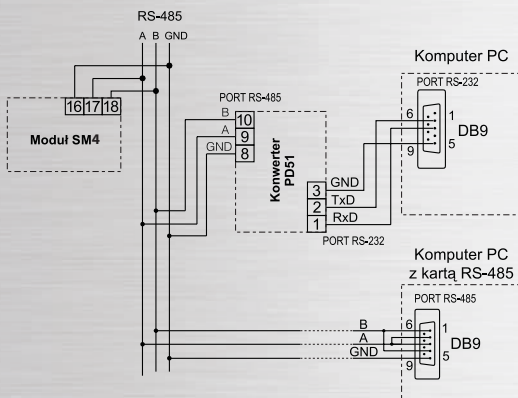 RS-485
A B GND
16 17 18
Moduł SM4
PORT RS-485
B 10
A 9
GND 8
Konwerter
PD51
3 GND
2 TxD
1 RxD
PORT RS-232
Komputer PC
PORT RS-232
6 1
DB9
9 5
Komputer PC
z kartą RS-485
PORT RS-485
B 6 1
A DB9
GND 5
9